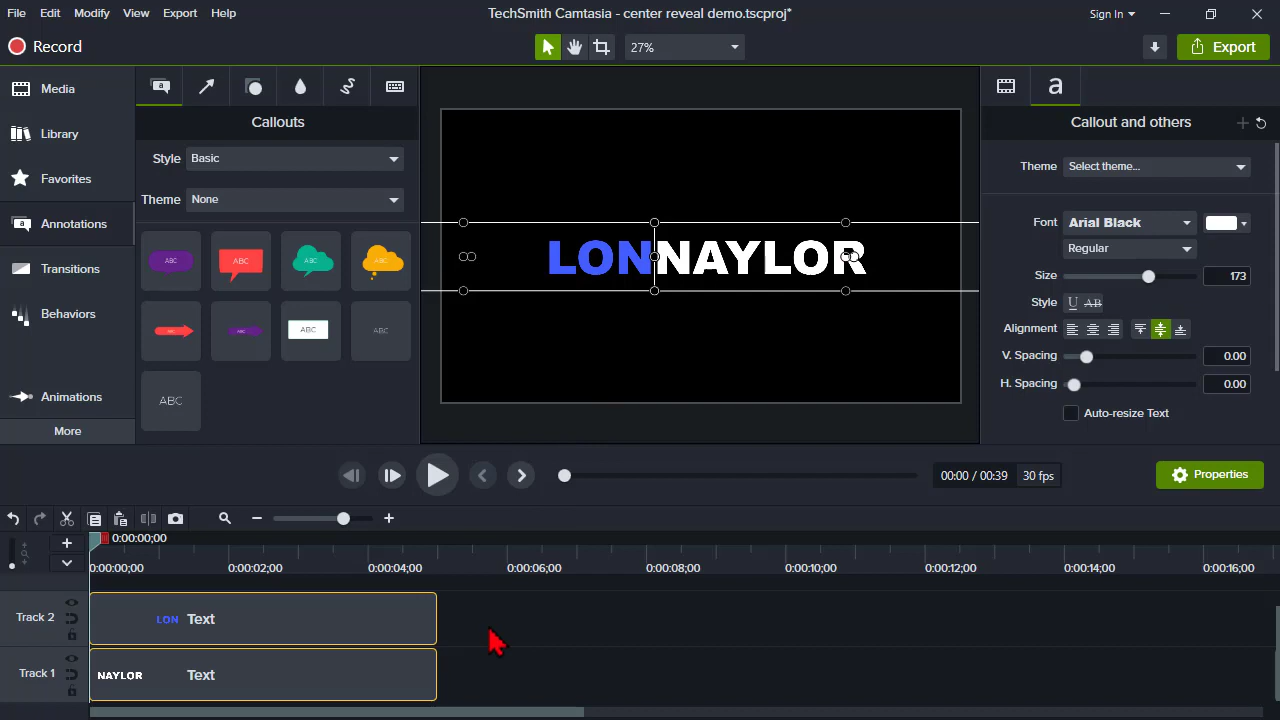 File Edit Modify View Export Help
TechSmith Camtasia - center reveal demo.tscproj*
Sign In
Record
27%
Export
Media
Library
Favorites
Annotations
Transitions
Behaviors
Animations
More
Callouts
Style Basic
Theme None
ABC ABC ABC ABC
ABC ABC ABC ABC
ABC
LONNAYLOR
a
Callout and others
Theme Select theme...
Font Arial Black
Regular
Size 173
Style U AB
Alignment
V. Spacing 0.00
H. Spacing 0.00
Auto-resize Text
00:00 / 00:39 30 fps
Properties
0:00:00;00
0:00:00;00 0:00:02;00 0:00:04;00 0:00:06;00 0:00:08;00 0:00:10;00 0:00:12;00 0:00:14;00 0:00:16;00
Track 2 LON Text
Track 1 NAYLOR Text